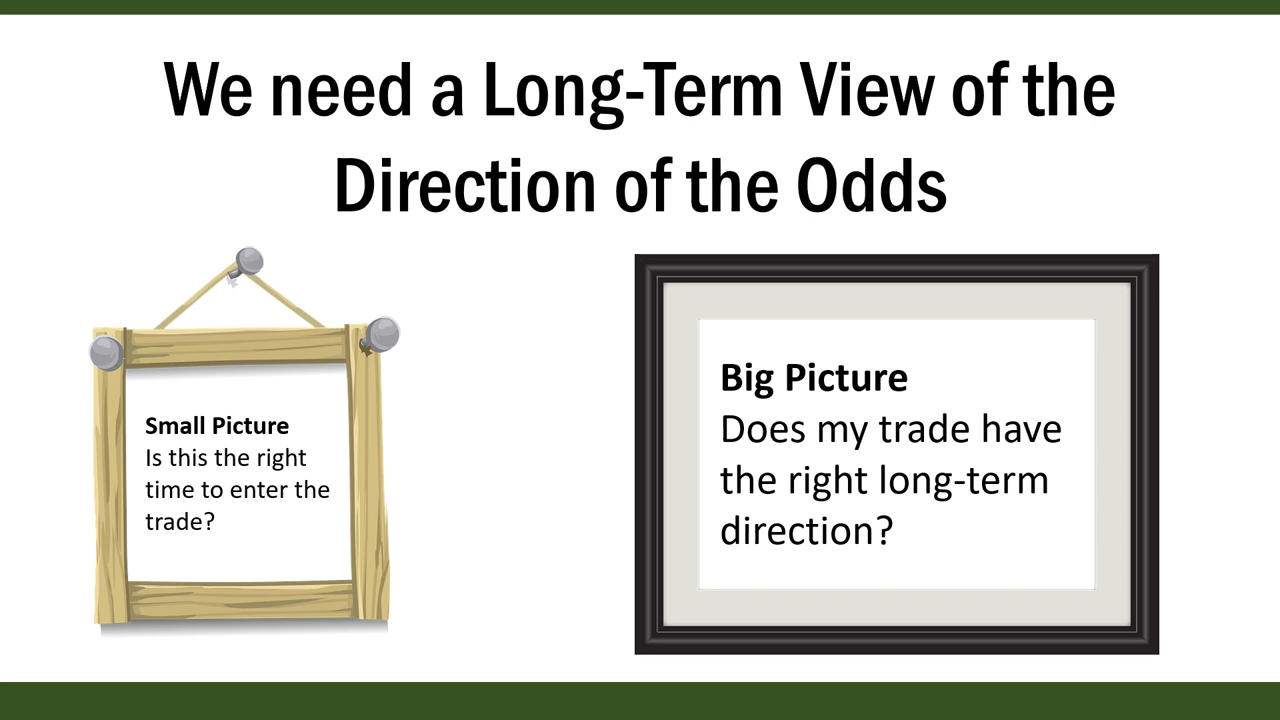 We need a Long-Term View of the
Direction of the Odds
Small Picture
Is this the right
time to enter the
trade?
Big Picture
Does my trade have
the right long-term
direction?